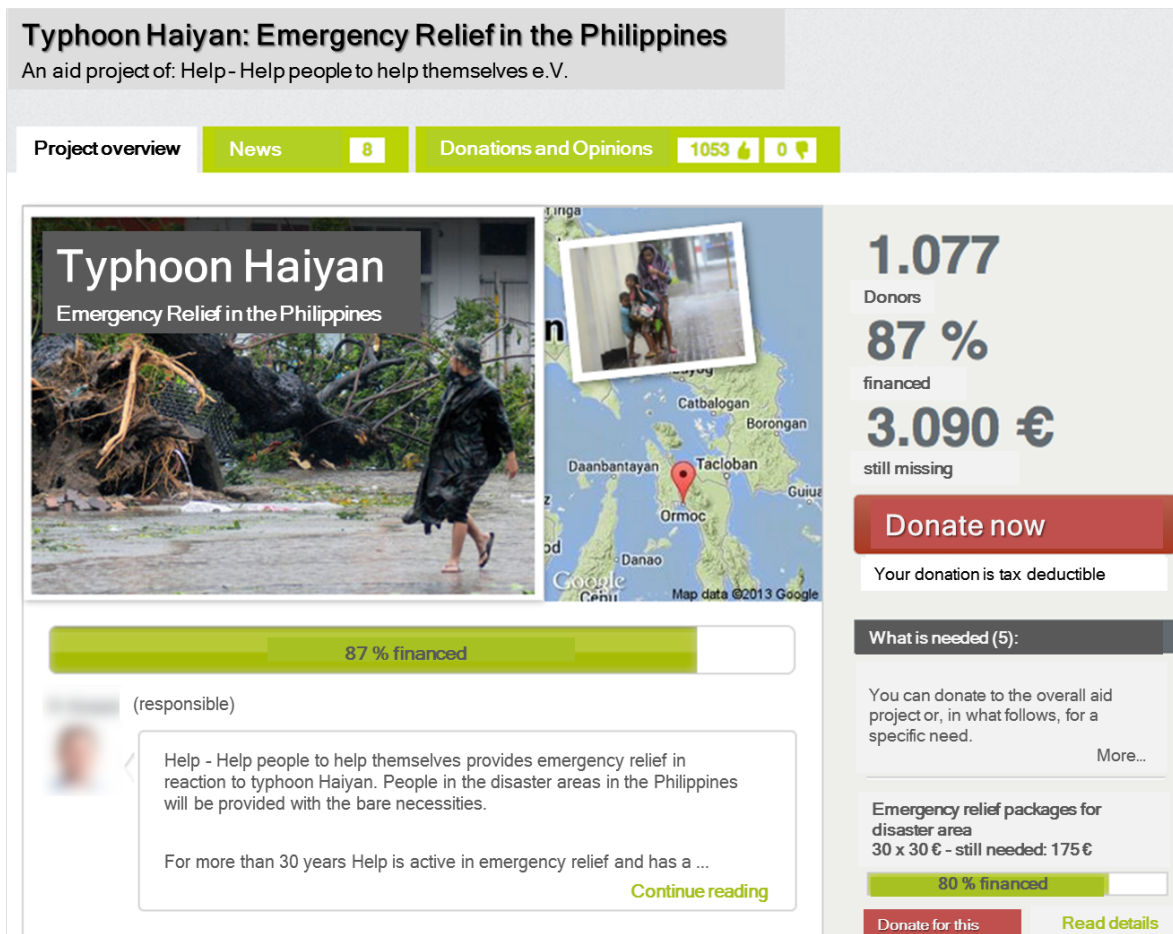 Typhoon Haiyan: Emergency Relief in the Philippines
An aid project of: Help - Help people to help themselves e.V.
Project overview
News
8
Donations and Opinions
1053
0
Typhoon Haiyan
Emergency Relief in the Philippines
n
Catbalogan
Borongan
Daanbantayan
Tacloban
Ormoc
Danao
Google
Cebu
Map data ©2013 Google
1.077
Donors
87 %
financed
3.090 €
still missing
Donate now
Your donation is tax deductible
What is needed (5):
You can donate to the overall aid
project or, in what follows, for a
specific need.
More...
Emergency relief packages for
disaster area
30 x 30 € - still needed: 175 €
80 % financed
Donate for this
Read details
87 % financed
(responsible)
Help - Help people to help themselves provides emergency relief in
reaction to typhoon Haiyan. People in the disaster areas in the Philippines
will be provided with the bare necessities.
For more than 30 years Help is active in emergency relief and has a ...
Continue reading